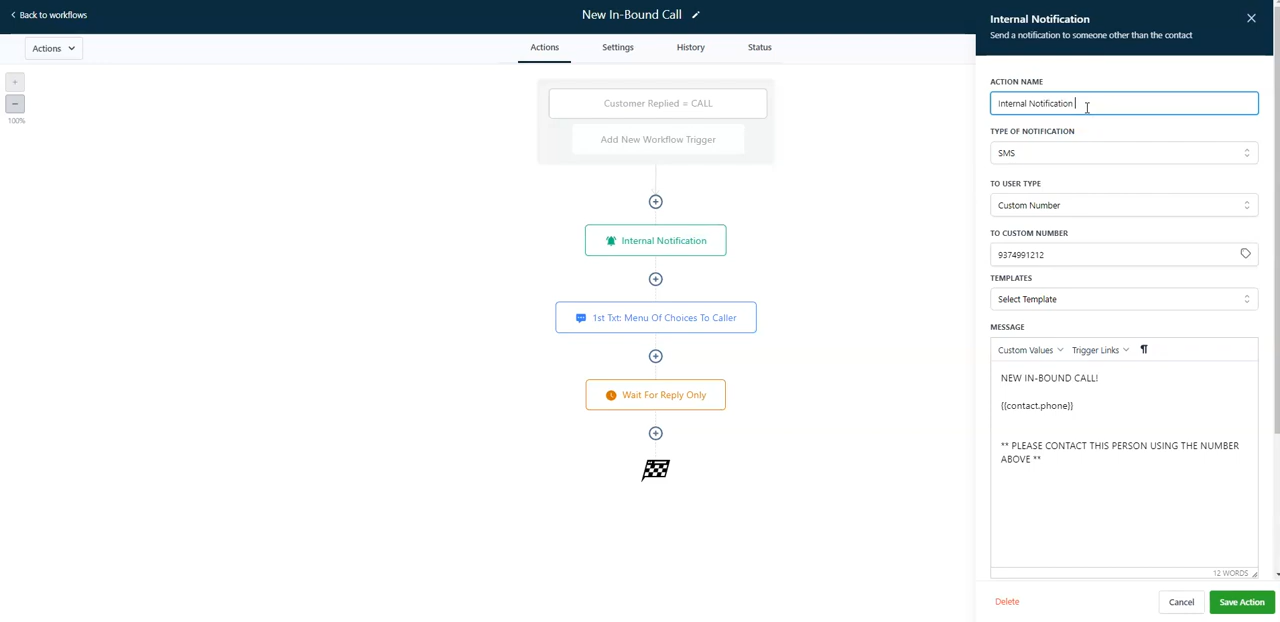 Back to workflows
New In-Bound Call
Actions
Actions
Settings
History
Status
100%
Customer Replied = CALL
Add New Workflow Trigger
Internal Notification
1st Txt: Menu Of Choices To Caller
Wait For Reply Only
Internal Notification
Send a notification to someone other than the contact
ACTION NAME
Internal Notification
TYPE OF NOTIFICATION
SMS
TO USER TYPE
Custom Number
TO CUSTOM NUMBER
9374991212
TEMPLATES
Select Template
MESSAGE
Custom Values Trigger Links ¶
NEW IN-BOUND CALL!
{{contact.phone}}
** PLEASE CONTACT THIS PERSON USING THE NUMBER
ABOVE **
12 WORDS
Delete
Cancel
Save Action